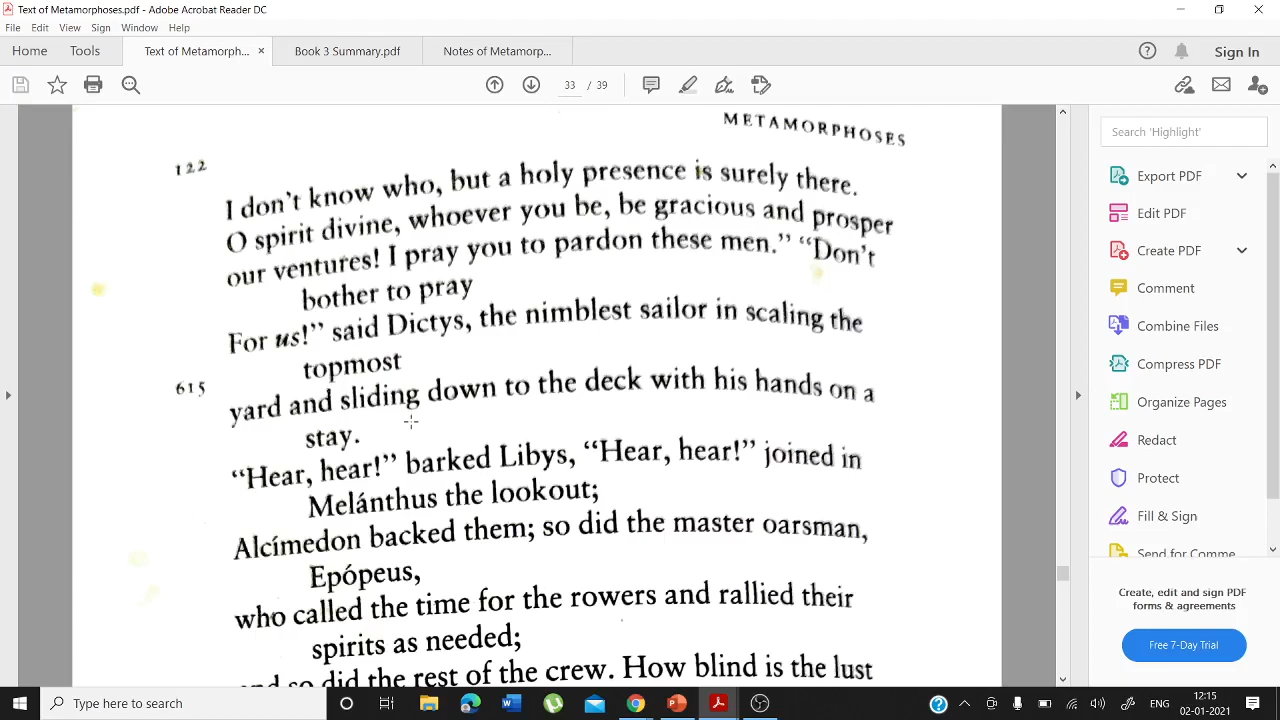 Text of Metamorphoses.pdf - Adobe Acrobat Reader DC
File Edit View Sign Window Help
Home Tools Text of Metamorph... × Book 3 Summary.pdf Notes of Metamorp... Sign In
33 / 39
METAMORPHOSES
122
I don't know who, but a holy presence is surely there.
O spirit divine, whoever you be, be gracious and prosper
our ventures! I pray you to pardon these men." "Don't
bother to pray
For us!" said Dictys, the nimblest sailor in scaling the
topmost
615
yard and sliding down to the deck with his hands on a
stay.
"Hear, hear!" barked Libys, "Hear, hear!" joined in
Melánthus the lookout;
Alcímedon backed them; so did the master oarsman,
Epópeus,
who called the time for the rowers and rallied their
spirits as needed;
and so did the rest of the crew. How blind is the lust
Search 'Highlight'
Export PDF
Edit PDF
Create PDF
Comment
Combine Files
Compress PDF
Organize Pages
Redact
Protect
Fill & Sign
Send for Comme
Create, edit and sign PDF
forms & agreements
Free 7-Day Trial
Type here to search
ENG
12:15
02-01-2021